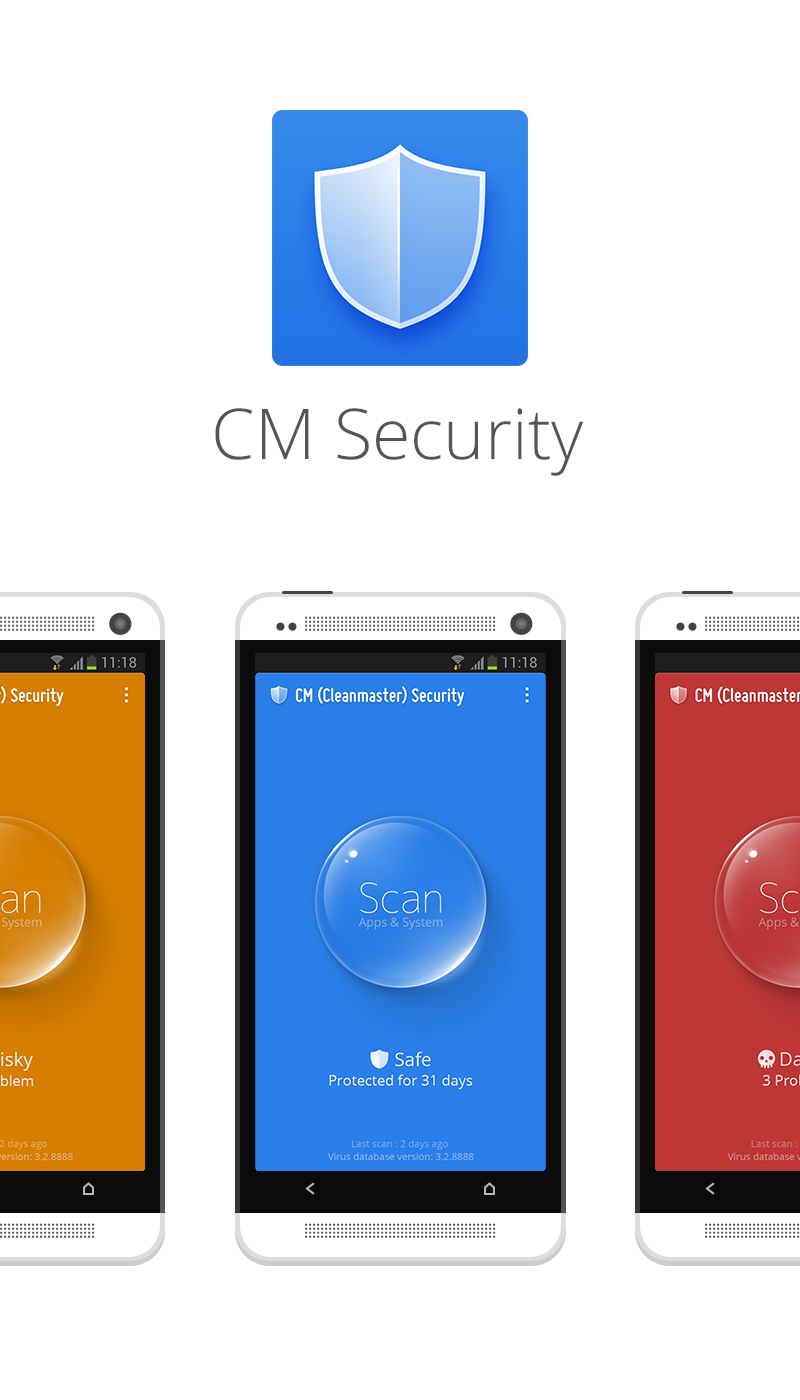 CM Security
11:18
) Security
an
System
isky
blem
2 days ago
ersion: 3.2.8888
11:18
CM (Cleanmaster) Security
Scan
Apps & System
Safe
Protected for 31 days
Last scan : 2 days ago
Virus database version: 3.2.8888
CM (Cleanmaster
Sc
Apps &
Da
3 Pro
Last scan :
Virus database v